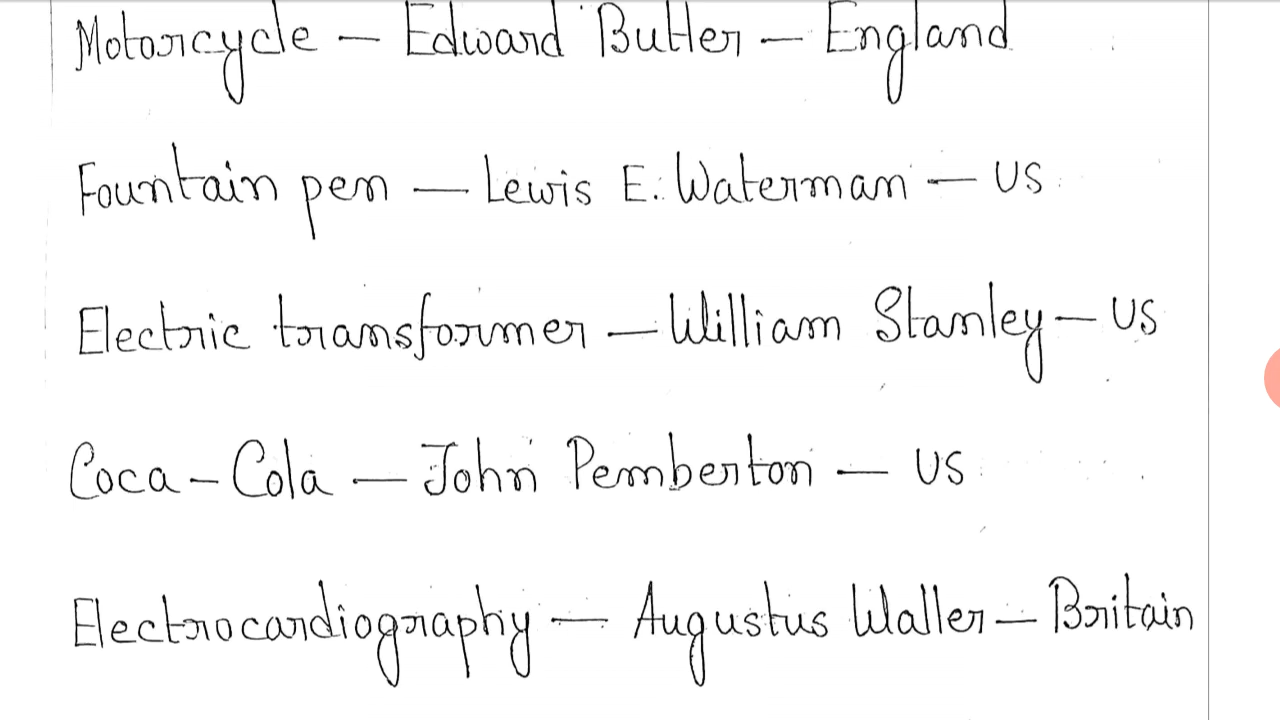 Motorcycle – Edward Butler – England
Fountain pen – Lewis E. Waterman – US
Electric transformer – William Stanley – US
Coca-Cola – John Pemberton – US
Electrocardiography – Augustus Waller – Britain